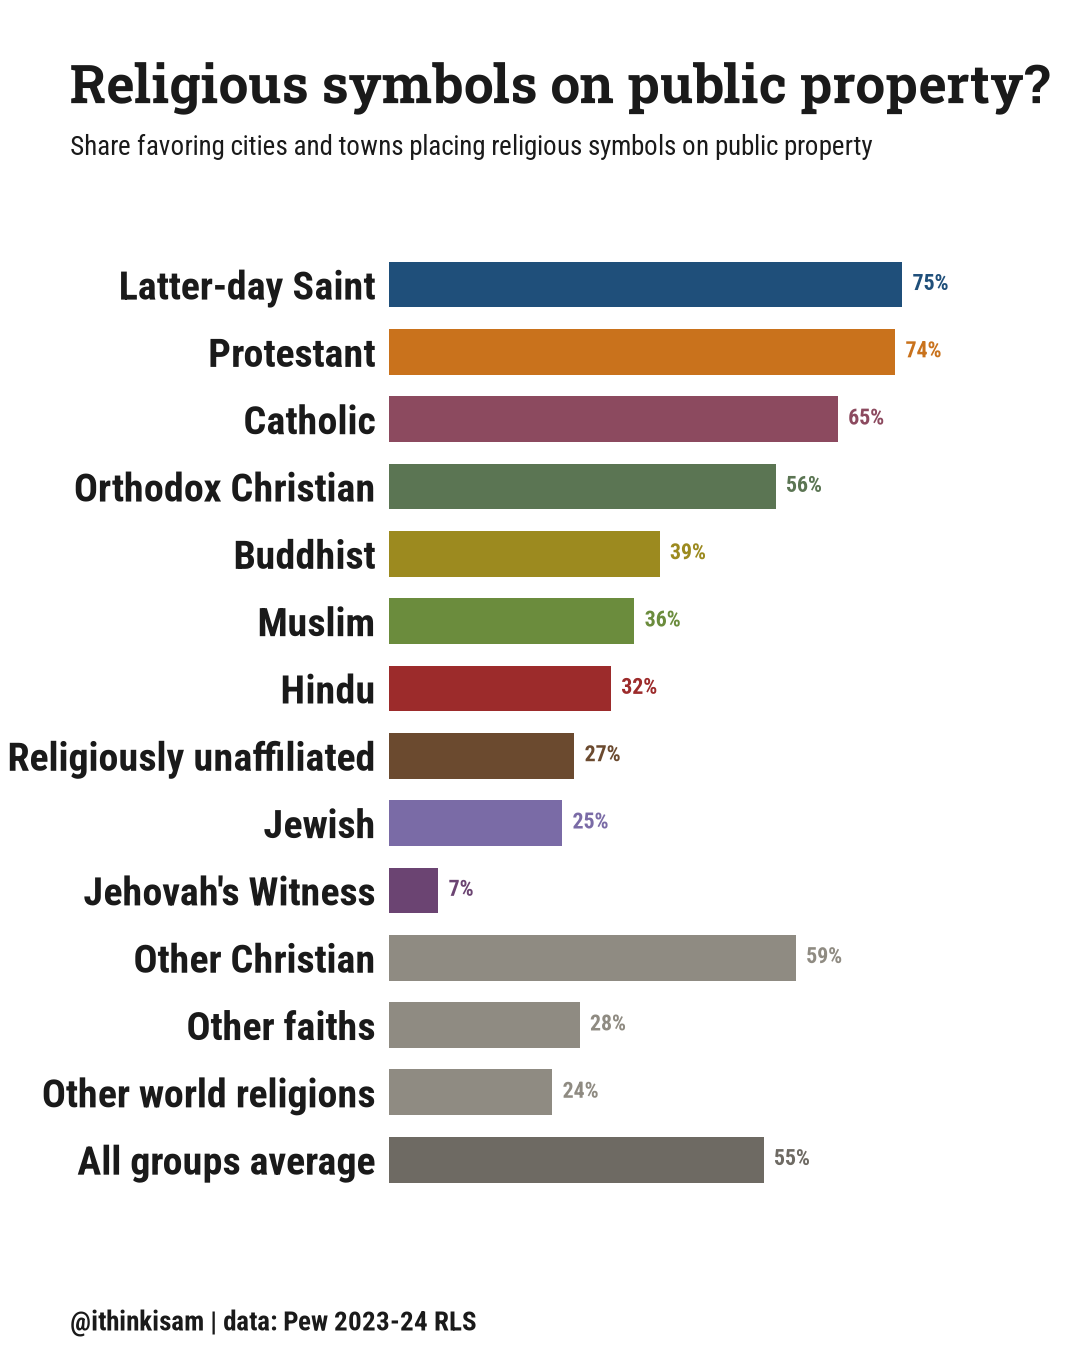 Religious symbols on public property?
Share favoring cities and towns placing religious symbols on public property
Latter-day Saint 75%
Protestant 74%
Catholic 65%
Orthodox Christian 56%
Buddhist 39%
Muslim 36%
Hindu 32%
Religiously unaffiliated 27%
Jewish 25%
Jehovah's Witness 7%
Other Christian 59%
Other faiths 28%
Other world religions 24%
All groups average 55%
@ithinkisam | data: Pew 2023-24 RLS